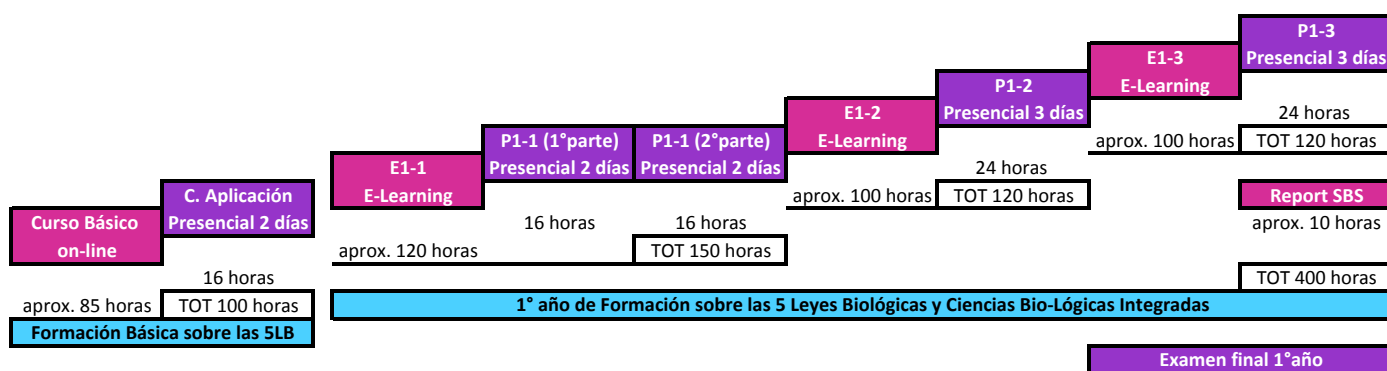 P1-3
Presencial 3 días
E1-3
E-Learning
P1-2
Presencial 3 días
24 horas
aprox. 100 horas
TOT 120 horas
E1-2
E-Learning
P1-1 (1°parte)
Presencial 2 días
P1-1 (2°parte)
Presencial 2 días
24 horas
aprox. 100 horas
TOT 120 horas
E1-1
E-Learning
C. Aplicación
Presencial 2 días
Report SBS
aprox. 10 horas
Curso Básico
on-line
16 horas
16 horas
aprox. 120 horas
TOT 150 horas
16 horas
TOT 400 horas
aprox. 85 horas
TOT 100 horas
1° año de Formación sobre las 5 Leyes Biológicas y Ciencias Bio-Lógicas Integradas
Formación Básica sobre las 5LB
Examen final 1°año